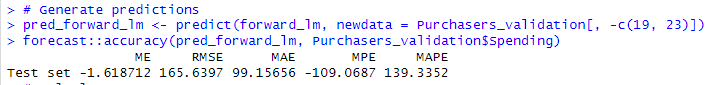 > # Generate predictions
> pred_forward_lm <- predict(forward_lm, newdata = Purchasers_validation[, -c(19, 23)])
> forecast::accuracy(pred_forward_lm, Purchasers_validation$Spending)
                ME     RMSE      MAE       MPE     MAPE
Test set -1.618712 165.6397 99.15656 -109.0687 139.3352